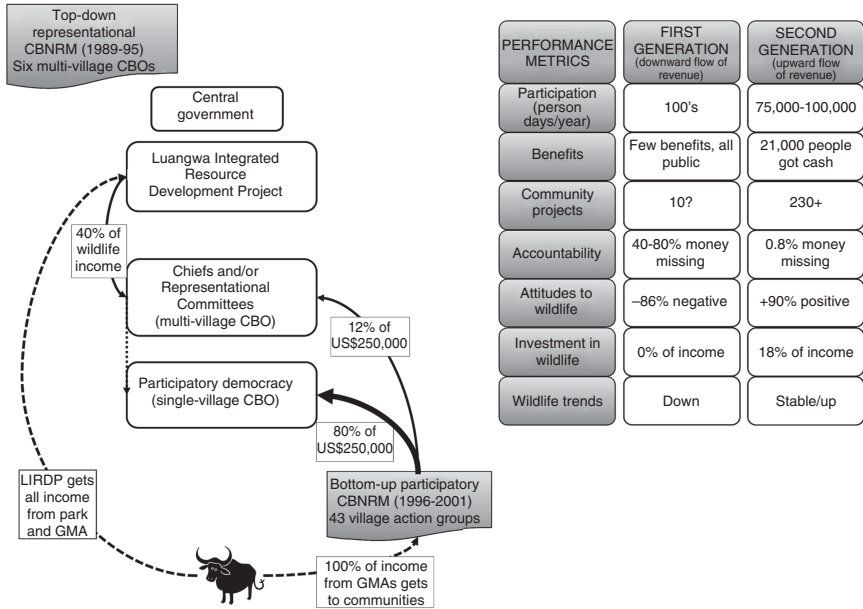 Top-down
representational
CBNRM (1989-95)
Six multi-village CBOs
Central
government
Luangwa Integrated
Resource
Development Project
40% of
wildlife
income
Chiefs and/or
Representational
Committees
(multi-village CBO)
12% of
US$250,000
Participatory democracy
(single-village CBO)
80% of
US$250,000
LIRDP gets
all income
from park
and GMA
Bottom-up participatory
CBNRM (1996-2001)
43 village action groups
100% of income
from GMAs gets
to communities
PERFORMANCE
METRICS
FIRST
GENERATION
(downward flow of
revenue)
SECOND
GENERATION
(upward flow
of revenue)
Participation
(person
days/year)
100's
75,000-100,000
Benefits
Few benefits, all
public
21,000 people
got cash
Community
projects
10?
230+
Accountability
40-80% money
missing
0.8% money
missing
Attitudes to
wildlife
–86% negative
+90% positive
Investment in
wildlife
0% of income
18% of income
Wildlife trends
Down
Stable/up